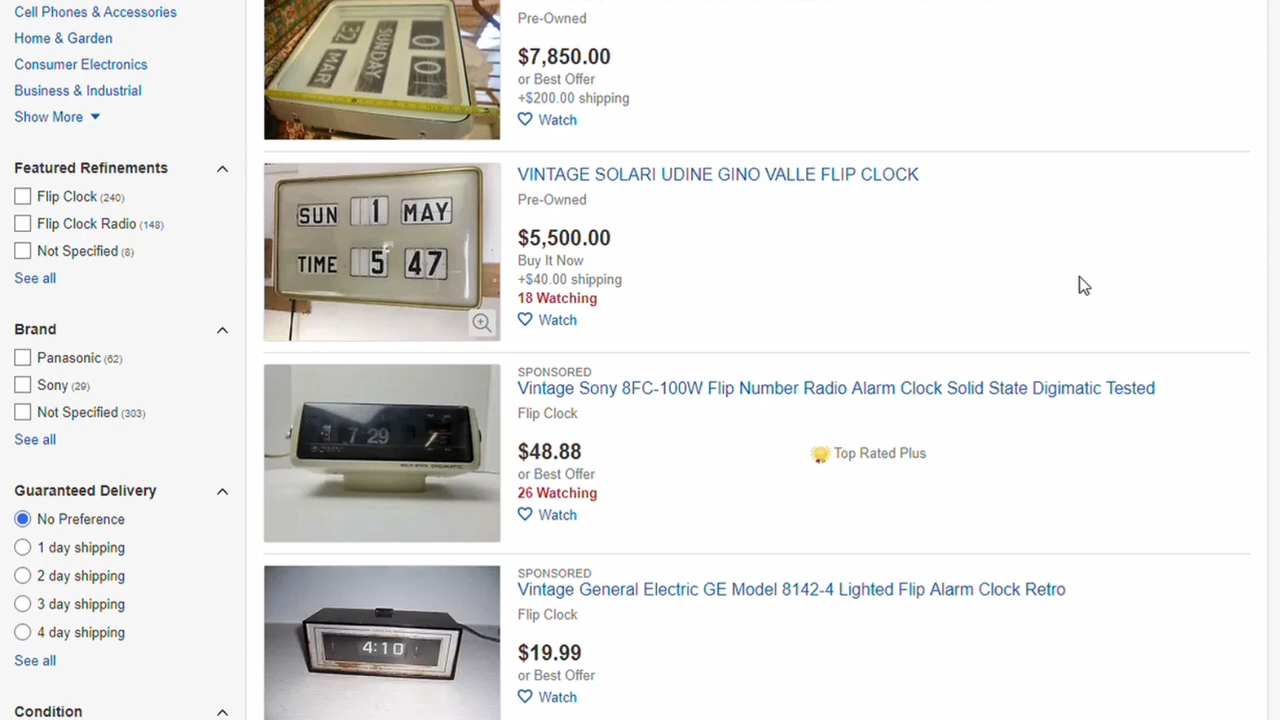 Cell Phones & Accessories
Home & Garden
Consumer Electronics
Business & Industrial
Show More
Featured Refinements
Flip Clock (240)
Flip Clock Radio (148)
Not Specified (8)
See all
Brand
Panasonic (62)
Sony (29)
Not Specified (303)
See all
Guaranteed Delivery
No Preference
1 day shipping
2 day shipping
3 day shipping
4 day shipping
See all
Condition
32 SUNDAY 00
MAR
Pre-Owned
$7,850.00
or Best Offer
+$200.00 shipping
Watch
SUN 1 MAY
TIME 5 47
VINTAGE SOLARI UDINE GINO VALLE FLIP CLOCK
Pre-Owned
$5,500.00
Buy It Now
+$40.00 shipping
18 Watching
Watch
7 29
SONY
SPONSORED
Vintage Sony 8FC-100W Flip Number Radio Alarm Clock Solid State Digimatic Tested
Flip Clock
$48.88
or Best Offer
26 Watching
Watch
Top Rated Plus
4:10
SPONSORED
Vintage General Electric GE Model 8142-4 Lighted Flip Alarm Clock Retro
Flip Clock
$19.99
or Best Offer
Watch